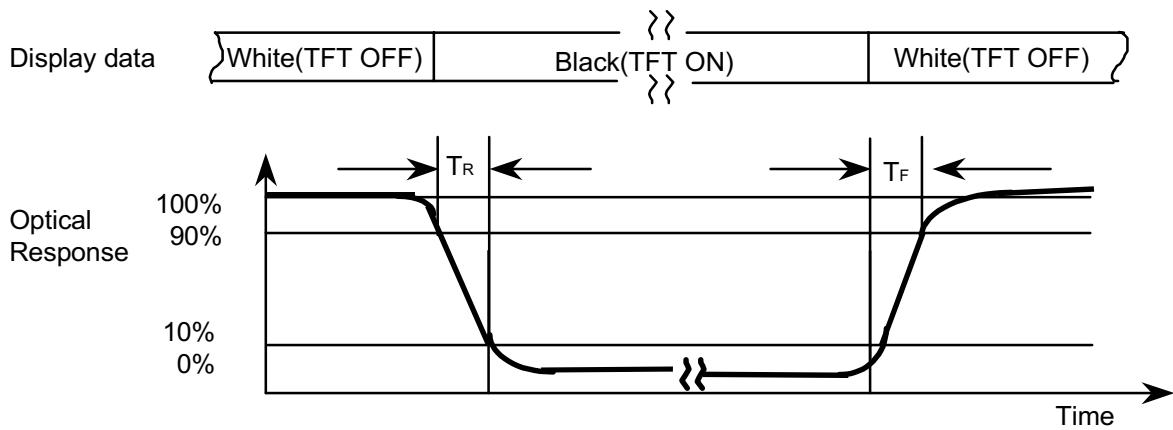 Display data
White(TFT OFF)
Black(TFT ON)
White(TFT OFF)
TR
TF
Optical
Response
100%
90%
10%
0%
Time